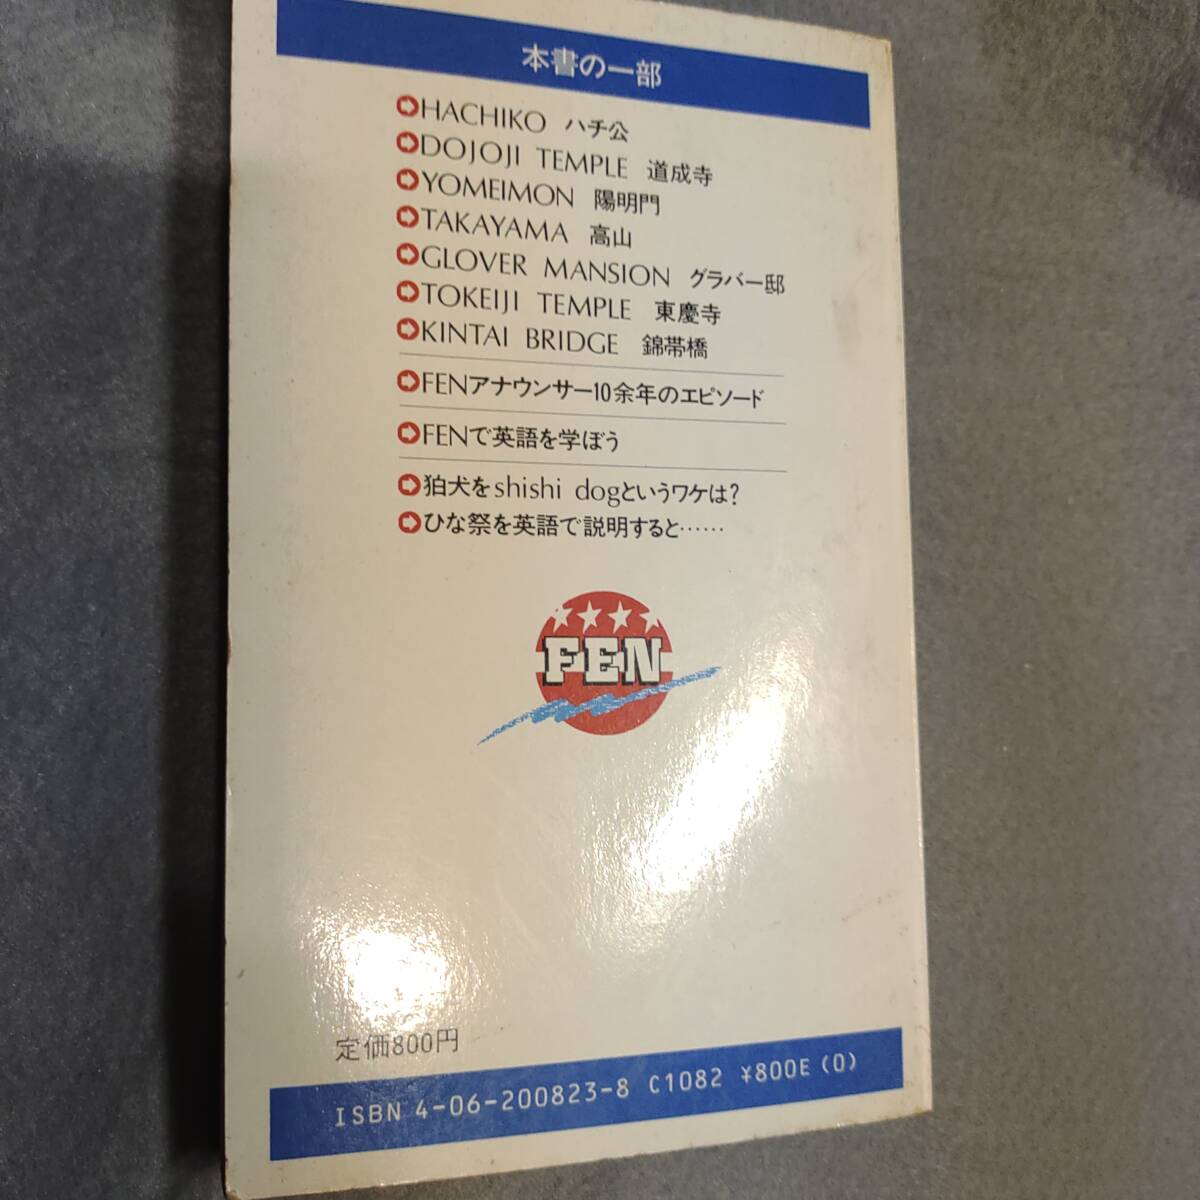 本書の一部
HACHIKO ハチ公
DOJOJI TEMPLE 道成寺
YOMEIMON 陽明門
TAKAYAMA 高山
GLOVER MANSION グラバー邸
TOKEIJI TEMPLE 東慶寺
KINTAI BRIDGE 錦帯橋
FENアナウンサー10余年のエピソード
FENで英語を学ぼう
狛犬をshishi dogというワケは?
ひな祭を英語で説明すると……
FEN
定価800円
ISBN 4-06-200823-8 C1082 ¥800E (0)